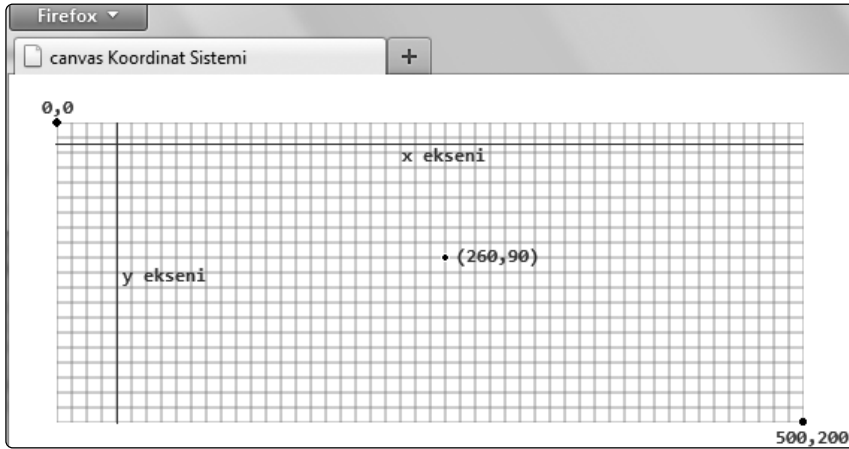 Firefox
canvas Koordinat Sistemi
0,0
x ekseni
(260,90)
y ekseni
500,200